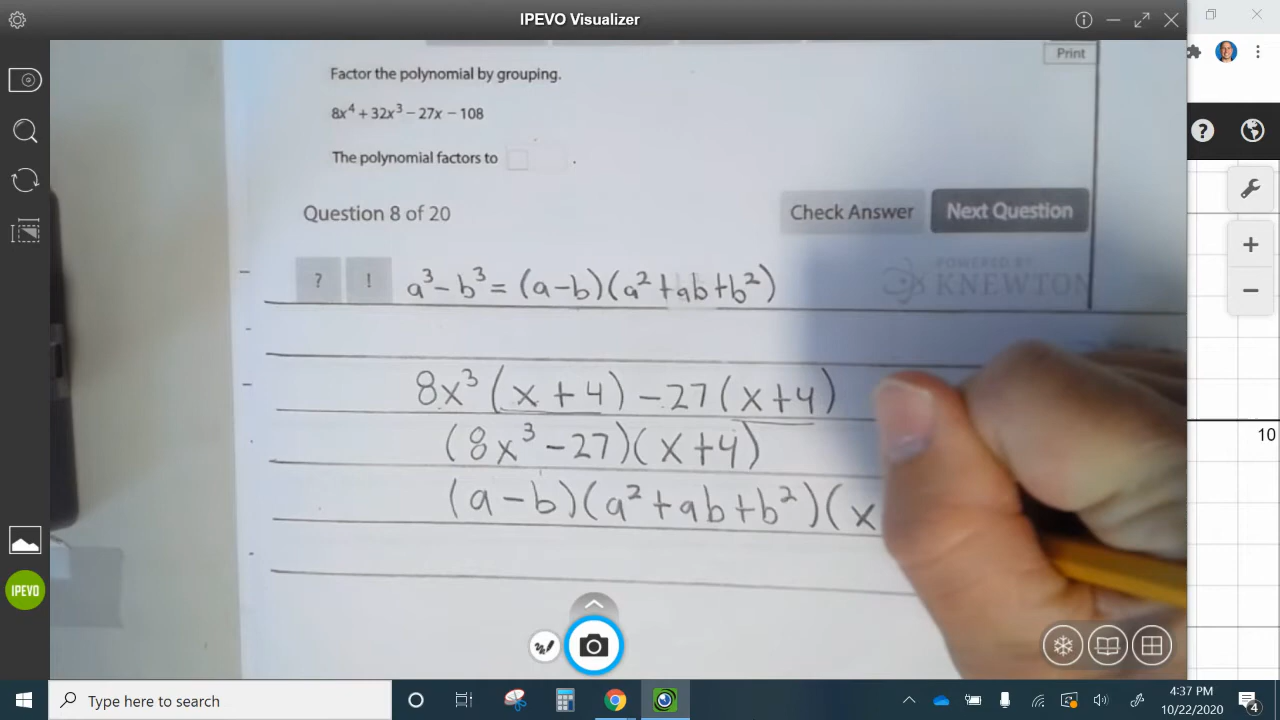 IPEVO Visualizer
Print
Factor the polynomial by grouping.
8x⁴ + 32x³ − 27x − 108
The polynomial factors to .
Question 8 of 20
Check Answer
Next Question
? ! a³ − b³ = (a − b)(a² + ab + b²)
POWERED BY
KNEWTON
8x³ (x + 4) − 27 (x + 4)
(8x³ − 27)(x + 4)
(a − b)(a² + ab + b²)(x
10
IPEVO
Type here to search
4:37 PM
10/22/2020
4